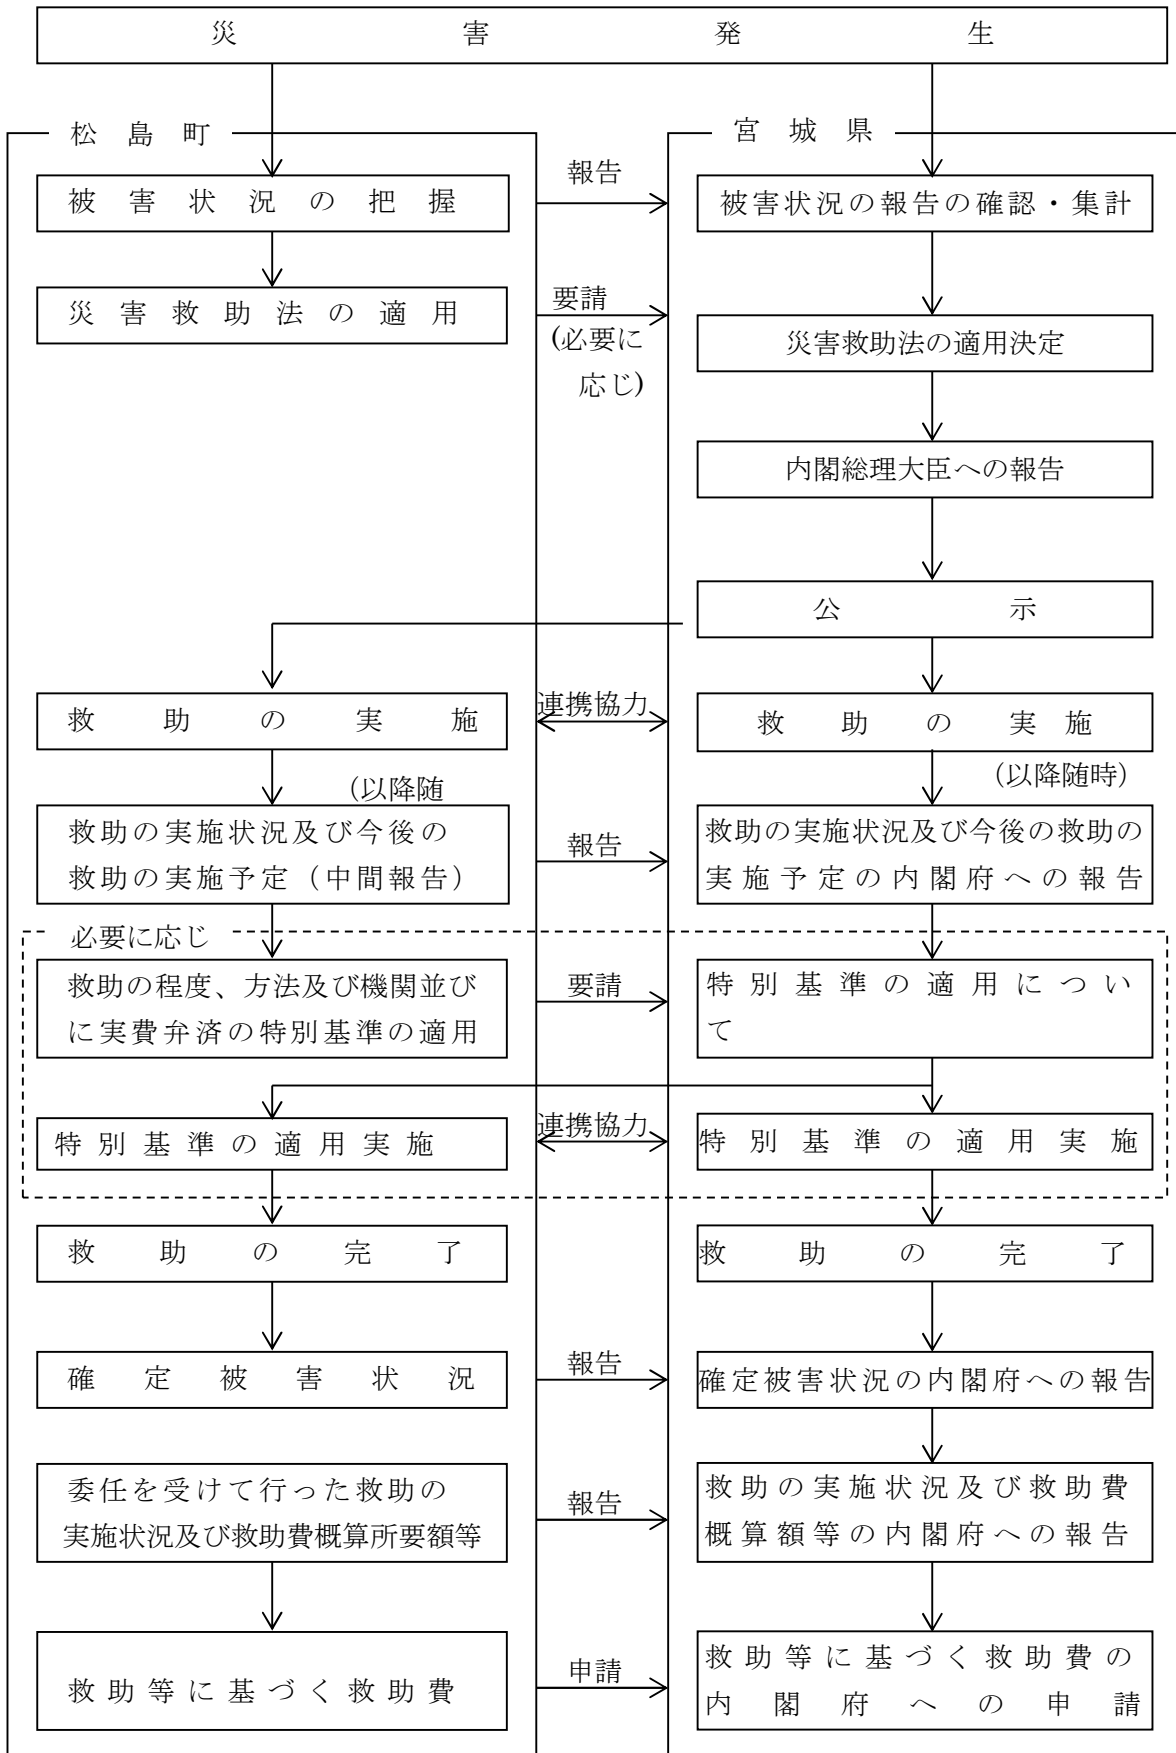 災害発生
松島町
宮城県
被害状況の把握
報告
被害状況の報告の確認・集計
災害救助法の適用
要請
(必要に
応じ)
災害救助法の適用決定
内閣総理大臣への報告
公示
救助の実施
連携協力
救助の実施
(以降随
(以降随時)
救助の実施状況及び今後の
救助の実施予定（中間報告）
報告
救助の実施状況及び今後の救助の
実施予定の内閣府への報告
必要に応じ
救助の程度、方法及び機関並び
に実費弁済の特別基準の適用
要請
特別基準の適用につい
て
特別基準の適用実施
連携協力
特別基準の適用実施
救助の完了
救助の完了
確定被害状況
報告
確定被害状況の内閣府への報告
委任を受けて行った救助の
実施状況及び救助費概算所要額等
報告
救助の実施状況及び救助費
概算額等の内閣府への報告
救助等に基づく救助費
申請
救助等に基づく救助費の
内閣府への申請